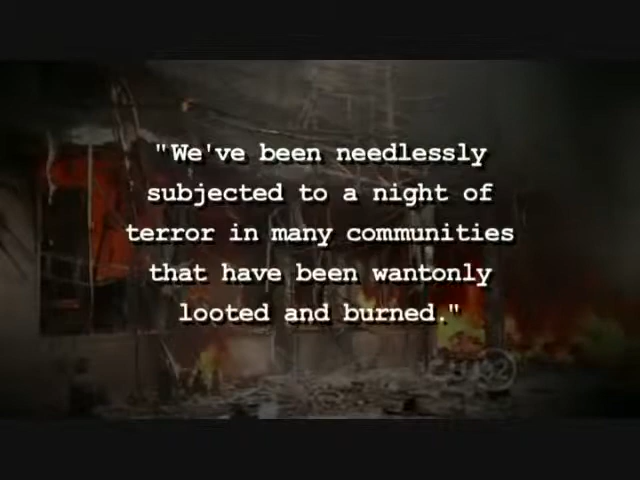 "We've been needlessly
subjected to a night of
terror in many communities
that have been wantonly
looted and burned."